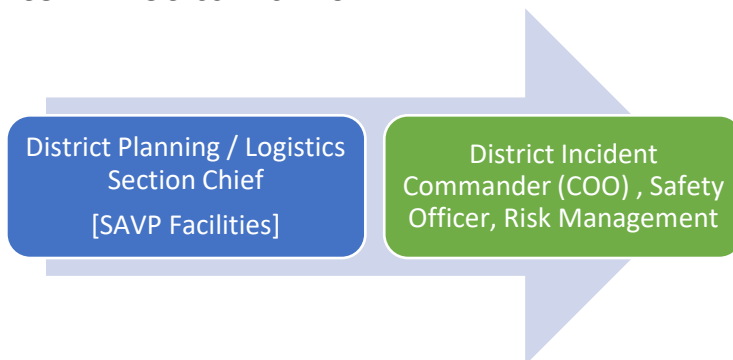 District Planning / Logistics
Section Chief
[SAVP Facilities]
District Incident
Commander (COO) , Safety
Officer, Risk Management